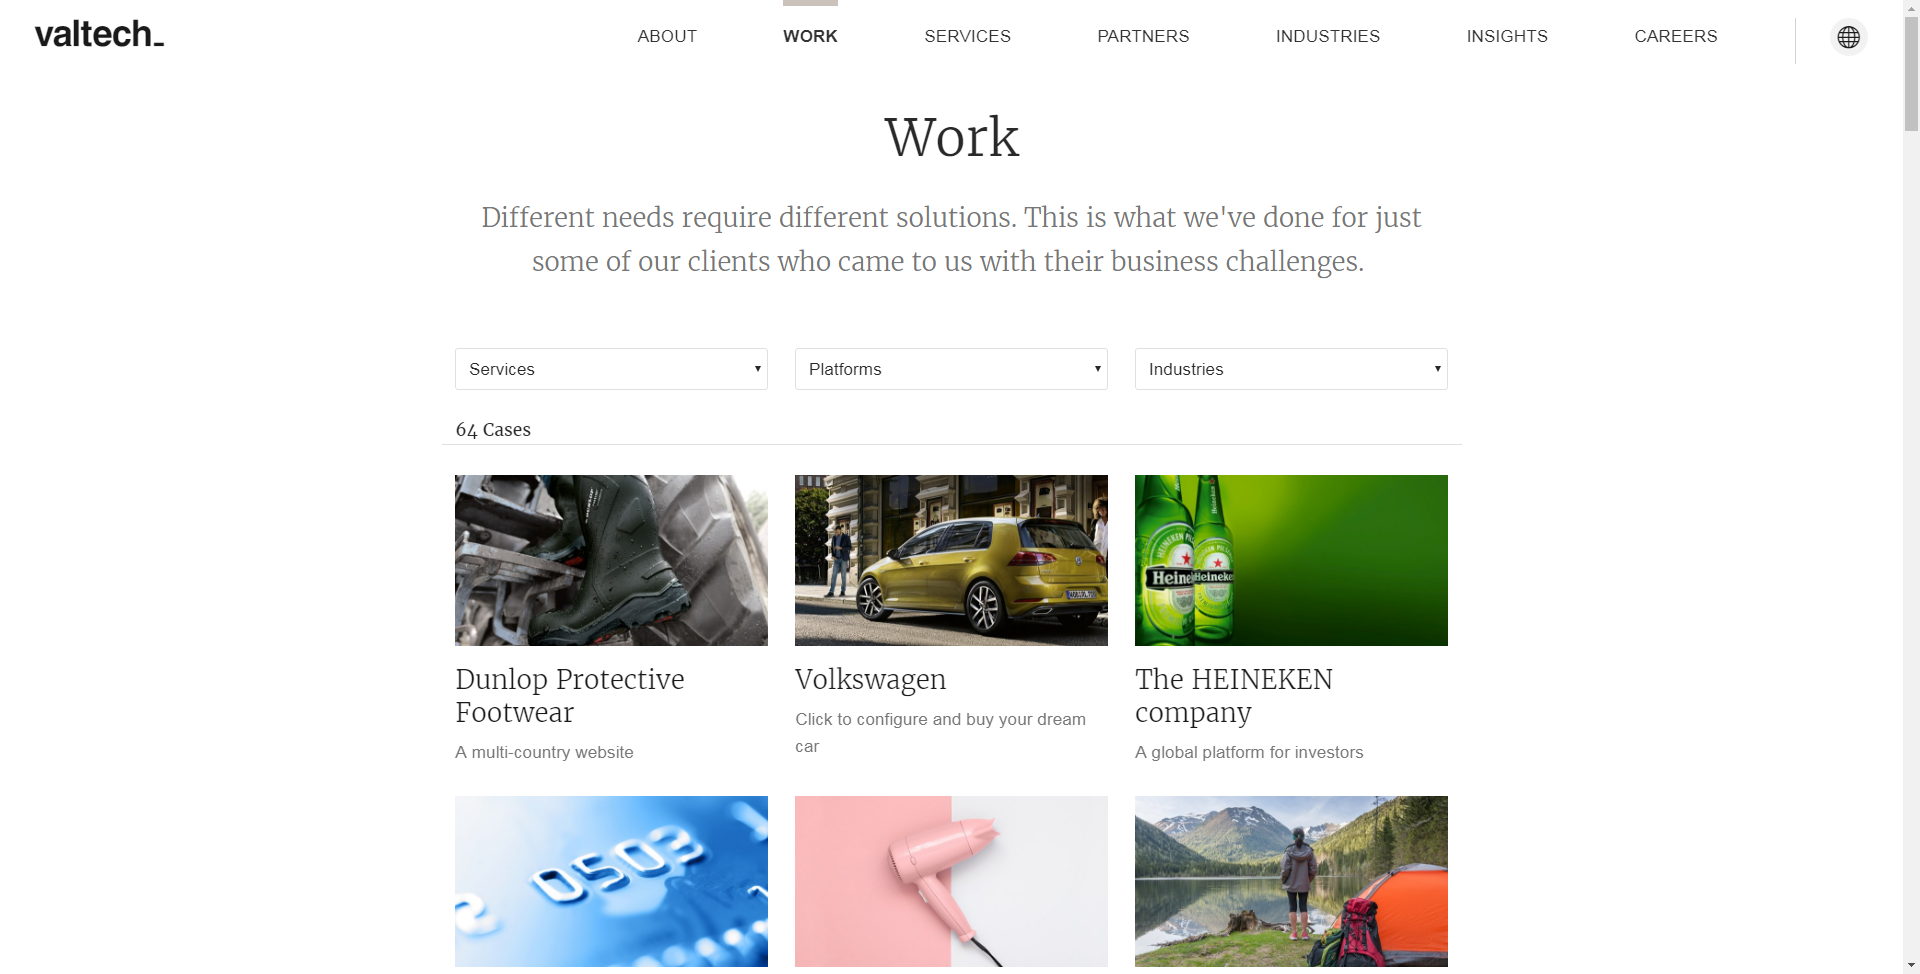 valtech_
ABOUT
WORK
SERVICES
PARTNERS
INDUSTRIES
INSIGHTS
CAREERS
Work
Different needs require different solutions. This is what we've done for just
some of our clients who came to us with their business challenges.
Services
Platforms
Industries
64 Cases
Heineken
Heineken
Dunlop Protective
Footwear
A multi-country website
Volkswagen
Click to configure and buy your dream
car
The HEINEKEN
company
A global platform for investors
0503